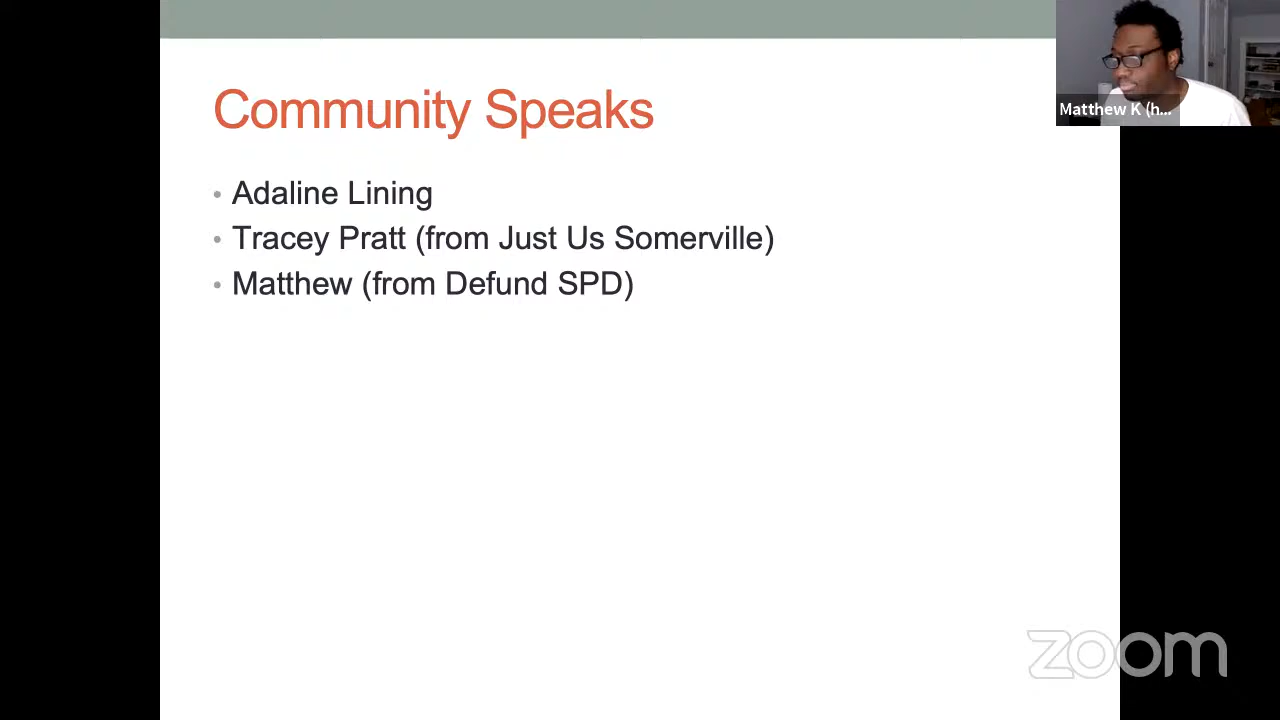 Community Speaks
Matthew K (h...
• Adaline Lining
• Tracey Pratt (from Just Us Somerville)
• Matthew (from Defund SPD)
zoom